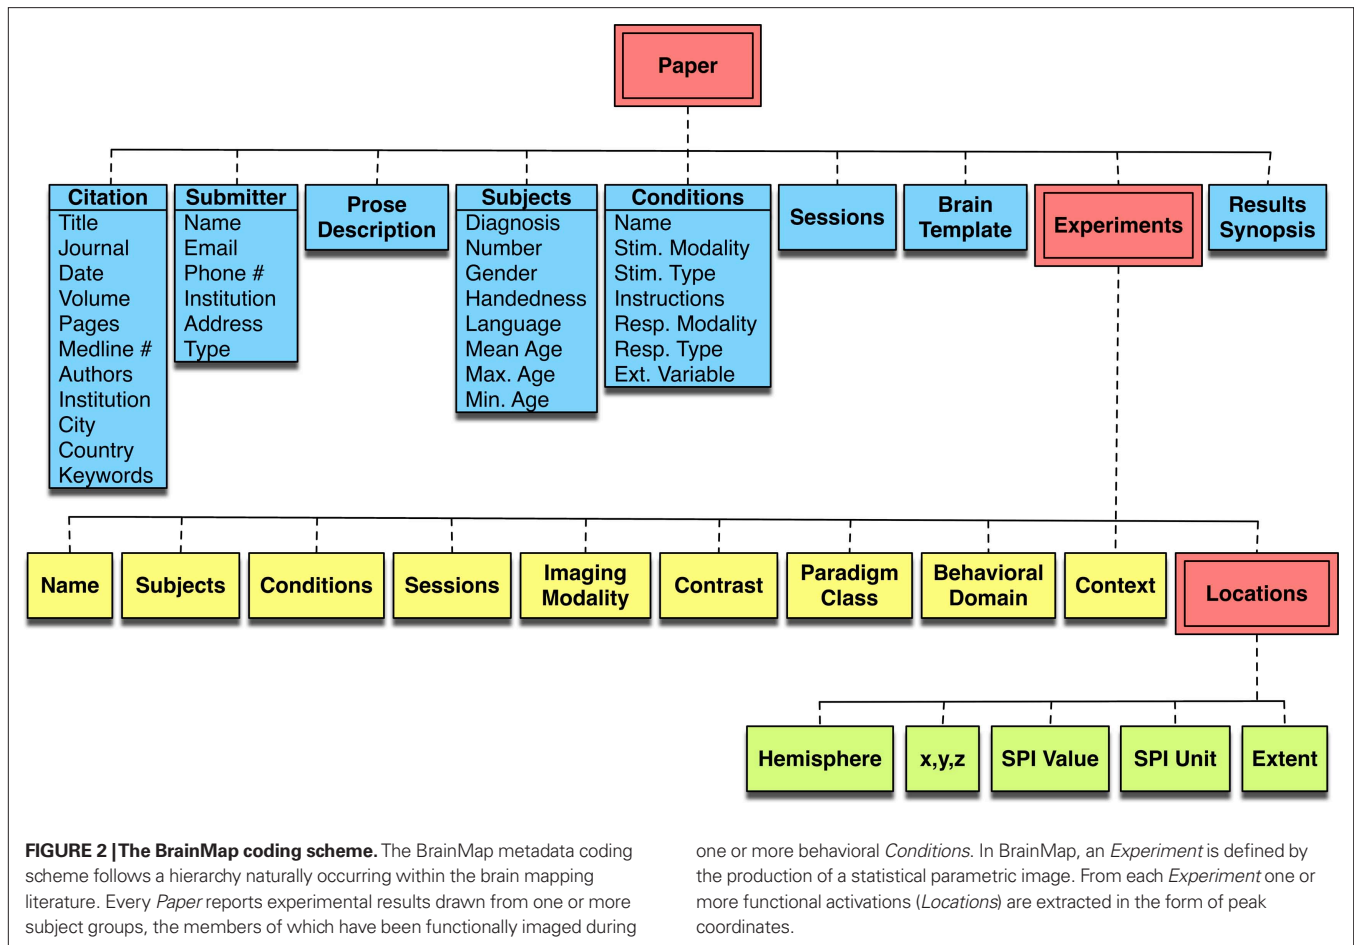 Paper
Citation
Title
Journal
Date
Volume
Pages
Medline #
Authors
Institution
City
Country
Keywords
Submitter
Name
Email
Phone #
Institution
Address
Type
Prose
Description
Subjects
Diagnosis
Number
Gender
Handedness
Language
Mean Age
Max. Age
Min. Age
Conditions
Name
Stim. Modality
Stim. Type
Instructions
Resp. Modality
Resp. Type
Ext. Variable
Sessions
Brain
Template
Experiments
Results
Synopsis
Name
Subjects
Conditions
Sessions
Imaging
Modality
Contrast
Paradigm
Class
Behavioral
Domain
Context
Locations
Hemisphere
x,y,z
SPI Value
SPI Unit
Extent
FIGURE 2 | The BrainMap coding scheme. The BrainMap metadata coding
scheme follows a hierarchy naturally occurring within the brain mapping
literature. Every Paper reports experimental results drawn from one or more
subject groups, the members of which have been functionally imaged during
one or more behavioral Conditions. In BrainMap, an Experiment is defined by
the production of a statistical parametric image. From each Experiment one or
more functional activations (Locations) are extracted in the form of peak
coordinates.